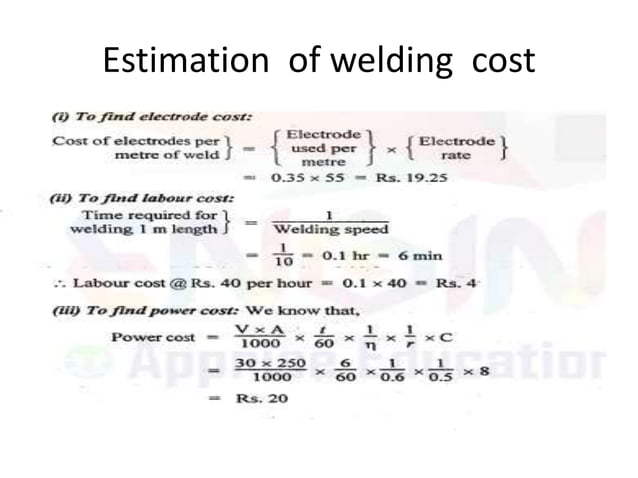 Estimation of welding cost
(i) To find electrode cost:
Cost of electrodes per metre of weld } = { Electrode used per metre } × { Electrode rate }
= 0.35 × 55 = Rs. 19.25
(ii) To find labour cost:
Time required for welding 1 m length } = 1 / Welding speed
= 1/10 = 0.1 hr = 6 min
∴ Labour cost @ Rs. 40 per hour = 0.1 × 40 = Rs. 4
(iii) To find power cost: We know that,
Power cost = V × A / 1000 × t/60 × 1/η × 1/r × C
= 30 × 250 / 1000 × 6/60 × 1/0.6 × 1/0.5 × 8
= Rs. 20